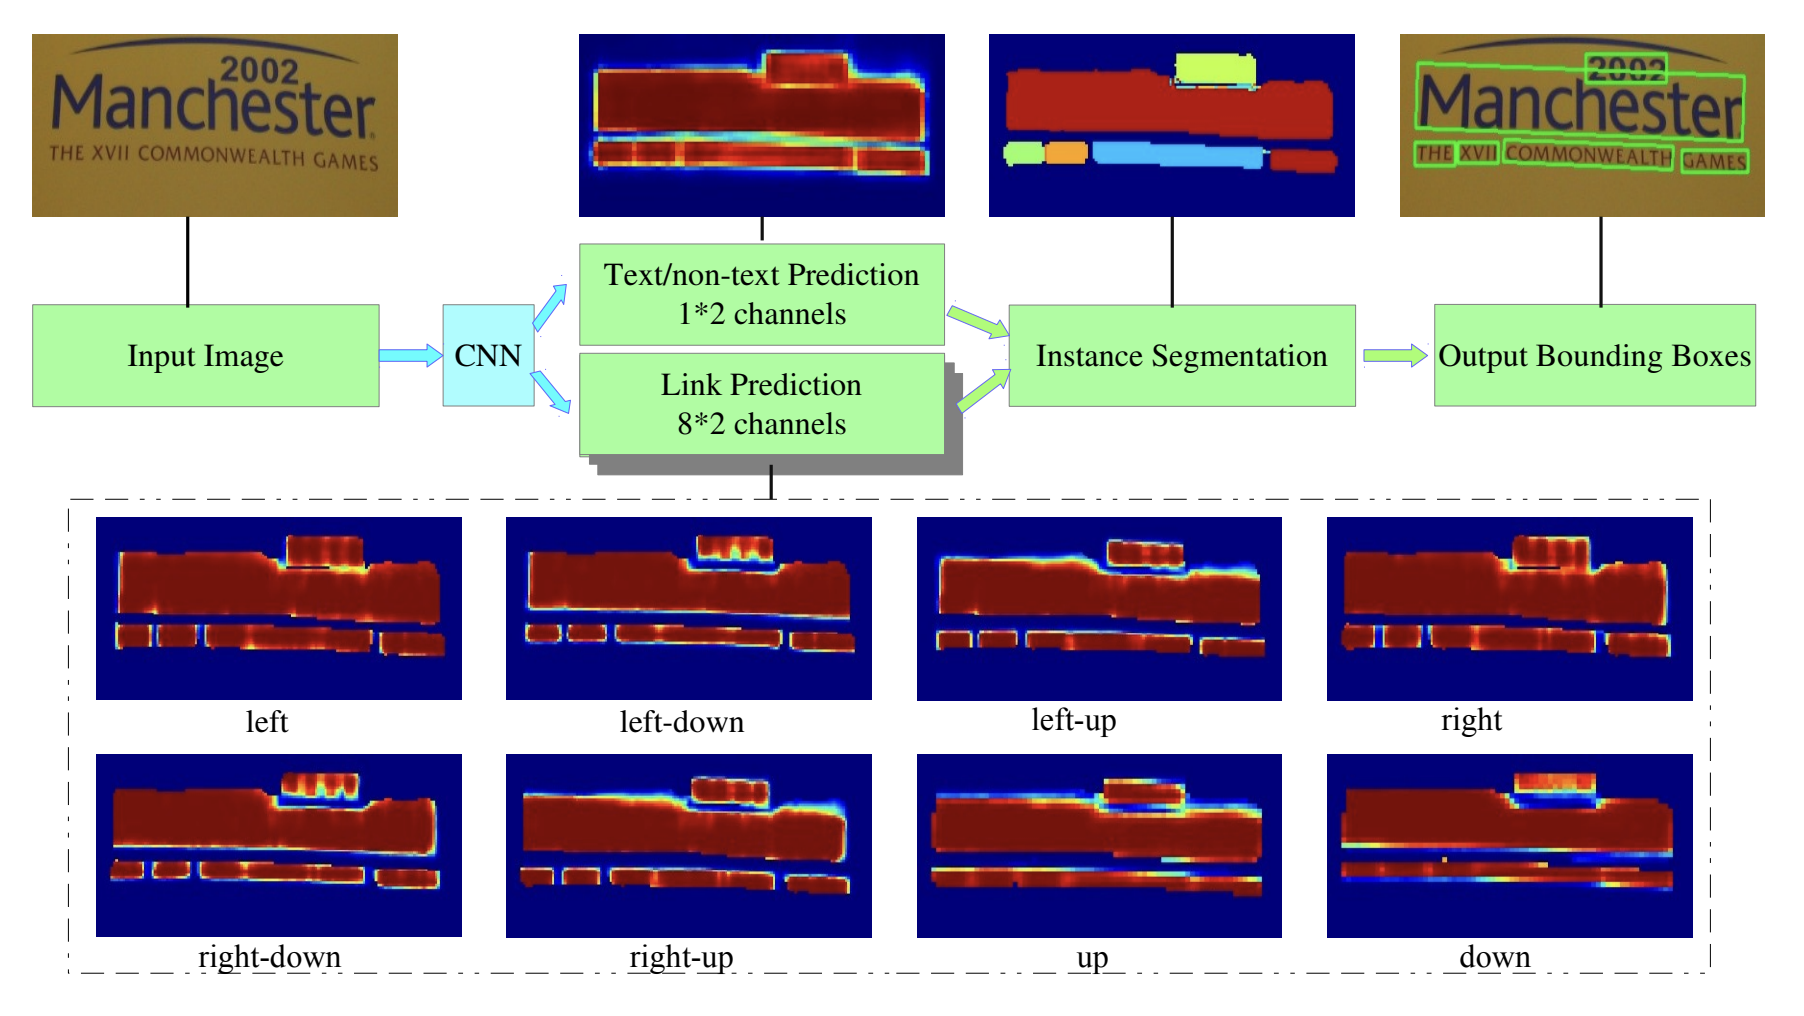 2002
Manchester
THE XVII COMMONWEALTH GAMES
2002
Manchester
THE XVII COMMONWEALTH GAMES
Text/non-text Prediction
1*2 channels
Input Image
CNN
Instance Segmentation
Output Bounding Boxes
Link Prediction
8*2 channels
left
left-down
left-up
right
right-down
right-up
up
down